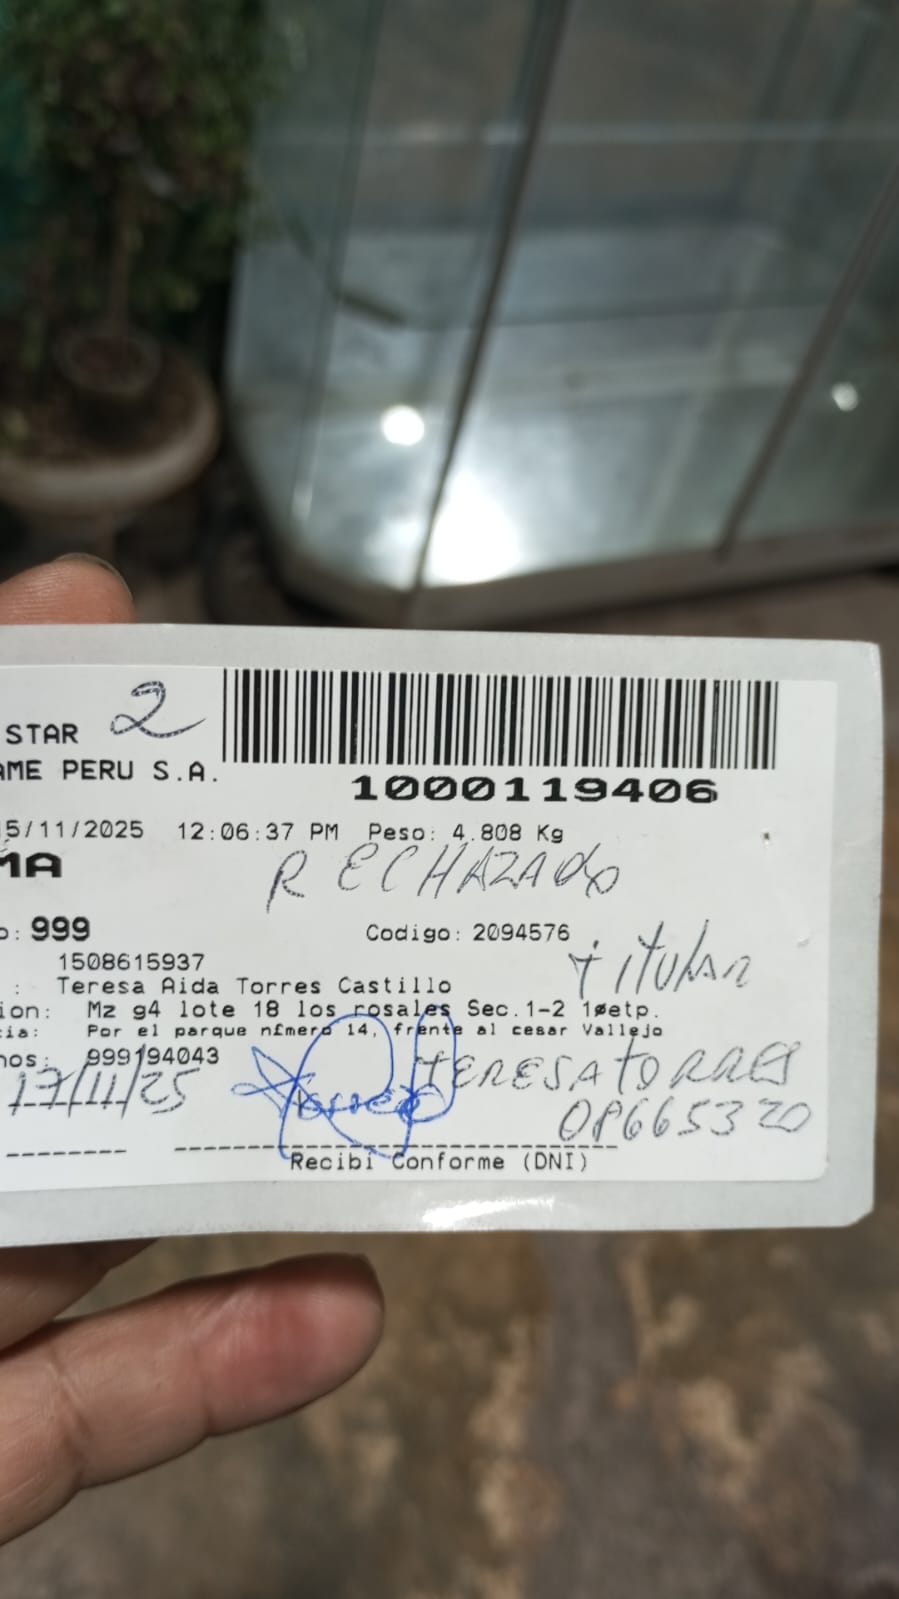 STAR 2
AME PERU S.A.
1000119406
5/11/2025 12:06:37 PM Peso: 4.808 Kg
MA
RECHAZADO
o: 999 Codigo: 2094576
1508615937
titular
: Teresa Aida Torres Castillo
ion: Mz g4 lote 18 los rosales Sec.1-2 1øetp.
cia: Por el parque n£mero 14, frente al cesar Vallejo
nos: 999194043
17/11/25 Torres TERESA TORRES
08665320
Recibi Conforme (DNI)